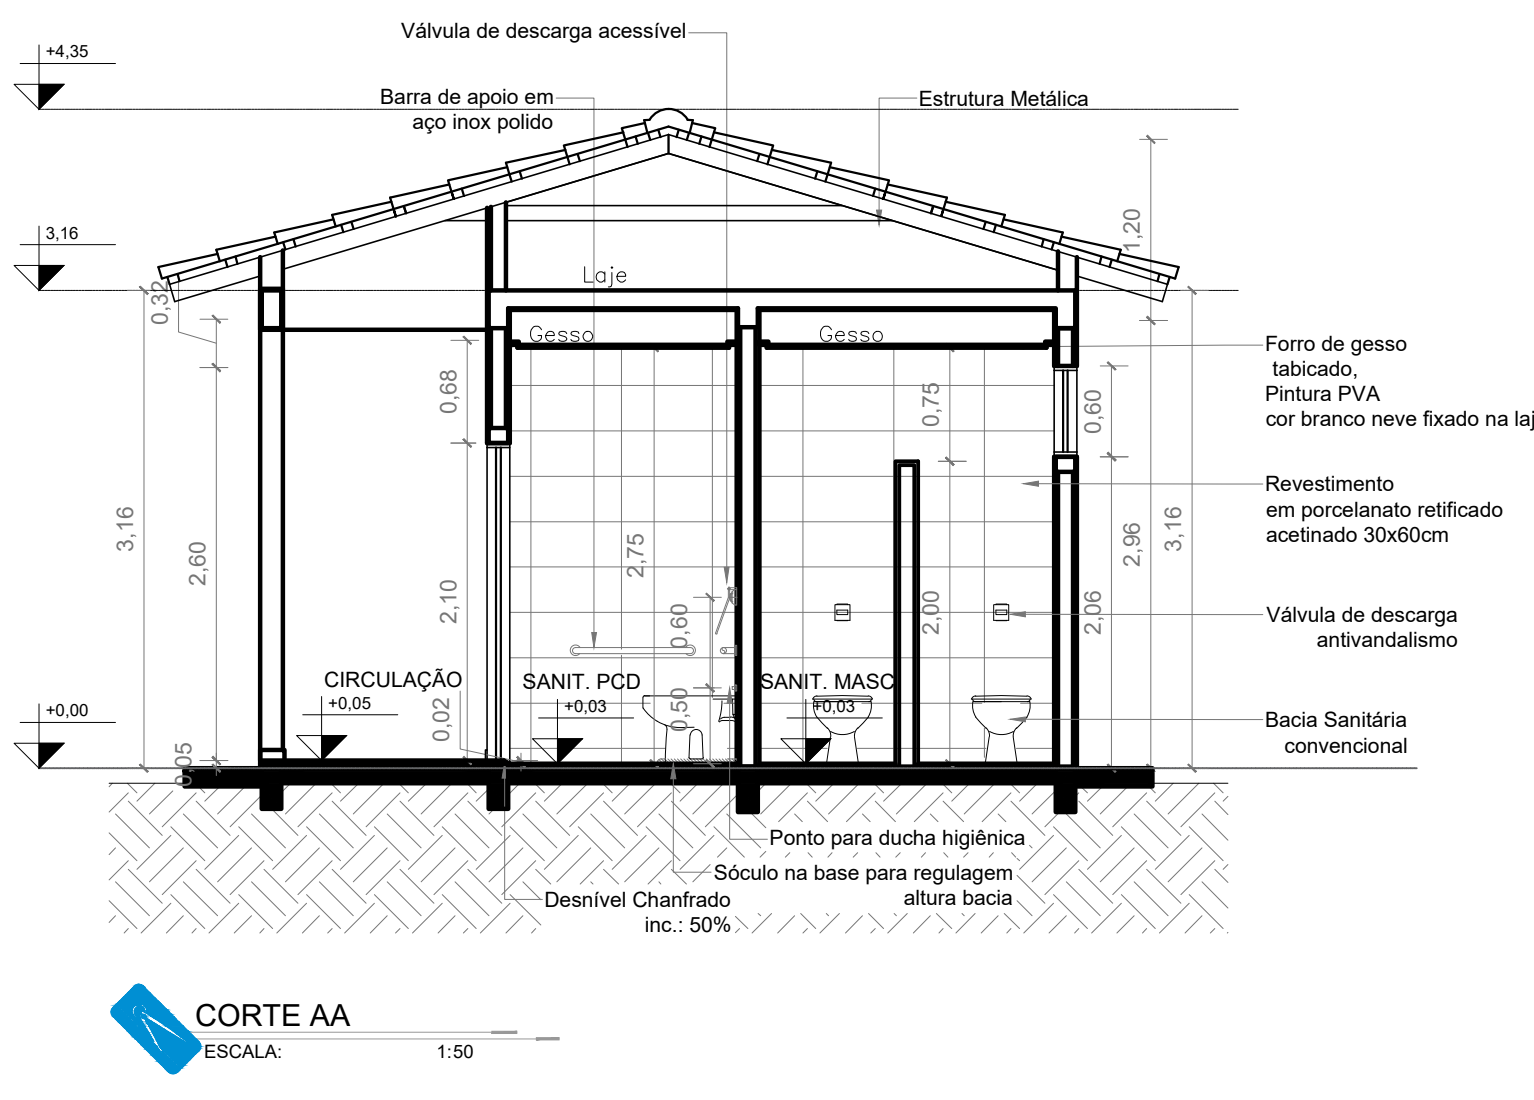 Válvula de descarga acessível
+4,35
Barra de apoio em
aço inox polido
Estrutura Metálica
3,16
1,20
Laje
0,32
Gesso
Gesso
Forro de gesso
tabicado,
Pintura PVA
cor branco neve fixado na laj
0,68
0,75
0,60
Revestimento
em porcelanato retificado
acetinado 30x60cm
3,16
2,60
2,75
2,96
3,16
2,10
0,60
2,00
2,06
Válvula de descarga
antivandalismo
CIRCULAÇÃO
SANIT. PCD
SANIT. MASC
+0,05
+0,03
+0,03
+0,00
0,02
0,50
0,05
Bacia Sanitária
convencional
Ponto para ducha higiênica
Sóculo na base para regulagem
altura bacia
Desnível Chanfrado
inc.: 50%
CORTE AA
ESCALA: 1:50